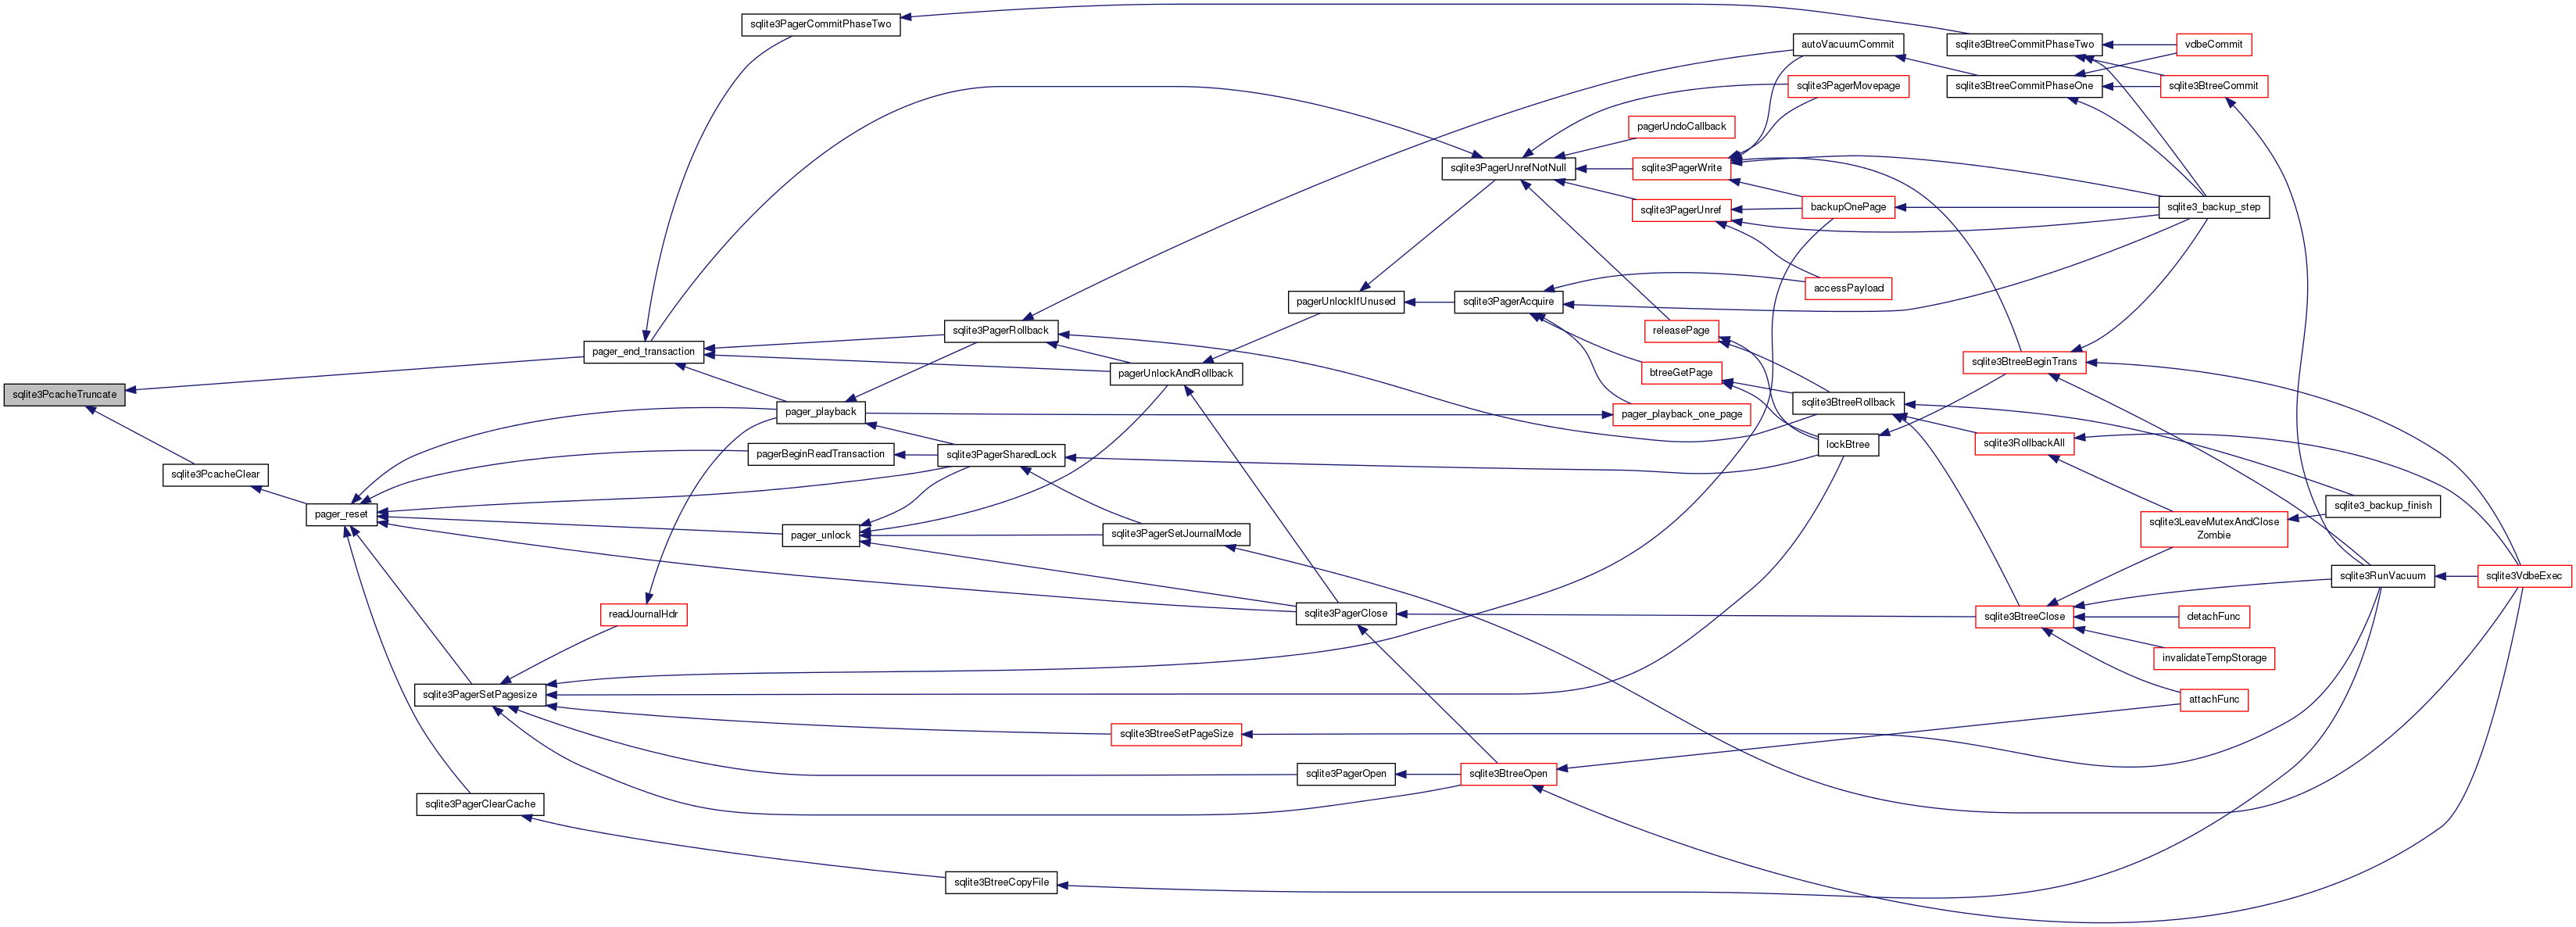 sqlite3PcacheTruncate
sqlite3PcacheClear
pager_reset
sqlite3PagerSetPagesize
sqlite3PagerClearCache
pager_end_transaction
readJournalHdr
sqlite3PagerCommitPhaseTwo
pager_playback
pagerBeginReadTransaction
pager_unlock
sqlite3PagerRollback
sqlite3PagerSharedLock
sqlite3BtreeCopyFile
pagerUnlockAndRollback
sqlite3PagerSetJournalMode
sqlite3BtreeSetPageSize
pagerUnlockIfUnused
sqlite3PagerClose
sqlite3PagerOpen
sqlite3PagerUnrefNotNull
sqlite3PagerAcquire
sqlite3BtreeOpen
pagerUndoCallback
sqlite3PagerWrite
sqlite3PagerUnref
releasePage
btreeGetPage
pager_playback_one_page
autoVacuumCommit
sqlite3PagerMovepage
backupOnePage
accessPayload
sqlite3BtreeRollback
lockBtree
sqlite3BtreeCommitPhaseTwo
sqlite3BtreeCommitPhaseOne
sqlite3BtreeBeginTrans
sqlite3RollbackAll
sqlite3BtreeClose
vdbeCommit
sqlite3BtreeCommit
sqlite3_backup_step
sqlite3LeaveMutexAndClose
Zombie
detachFunc
invalidateTempStorage
attachFunc
sqlite3_backup_finish
sqlite3RunVacuum
sqlite3VdbeExec